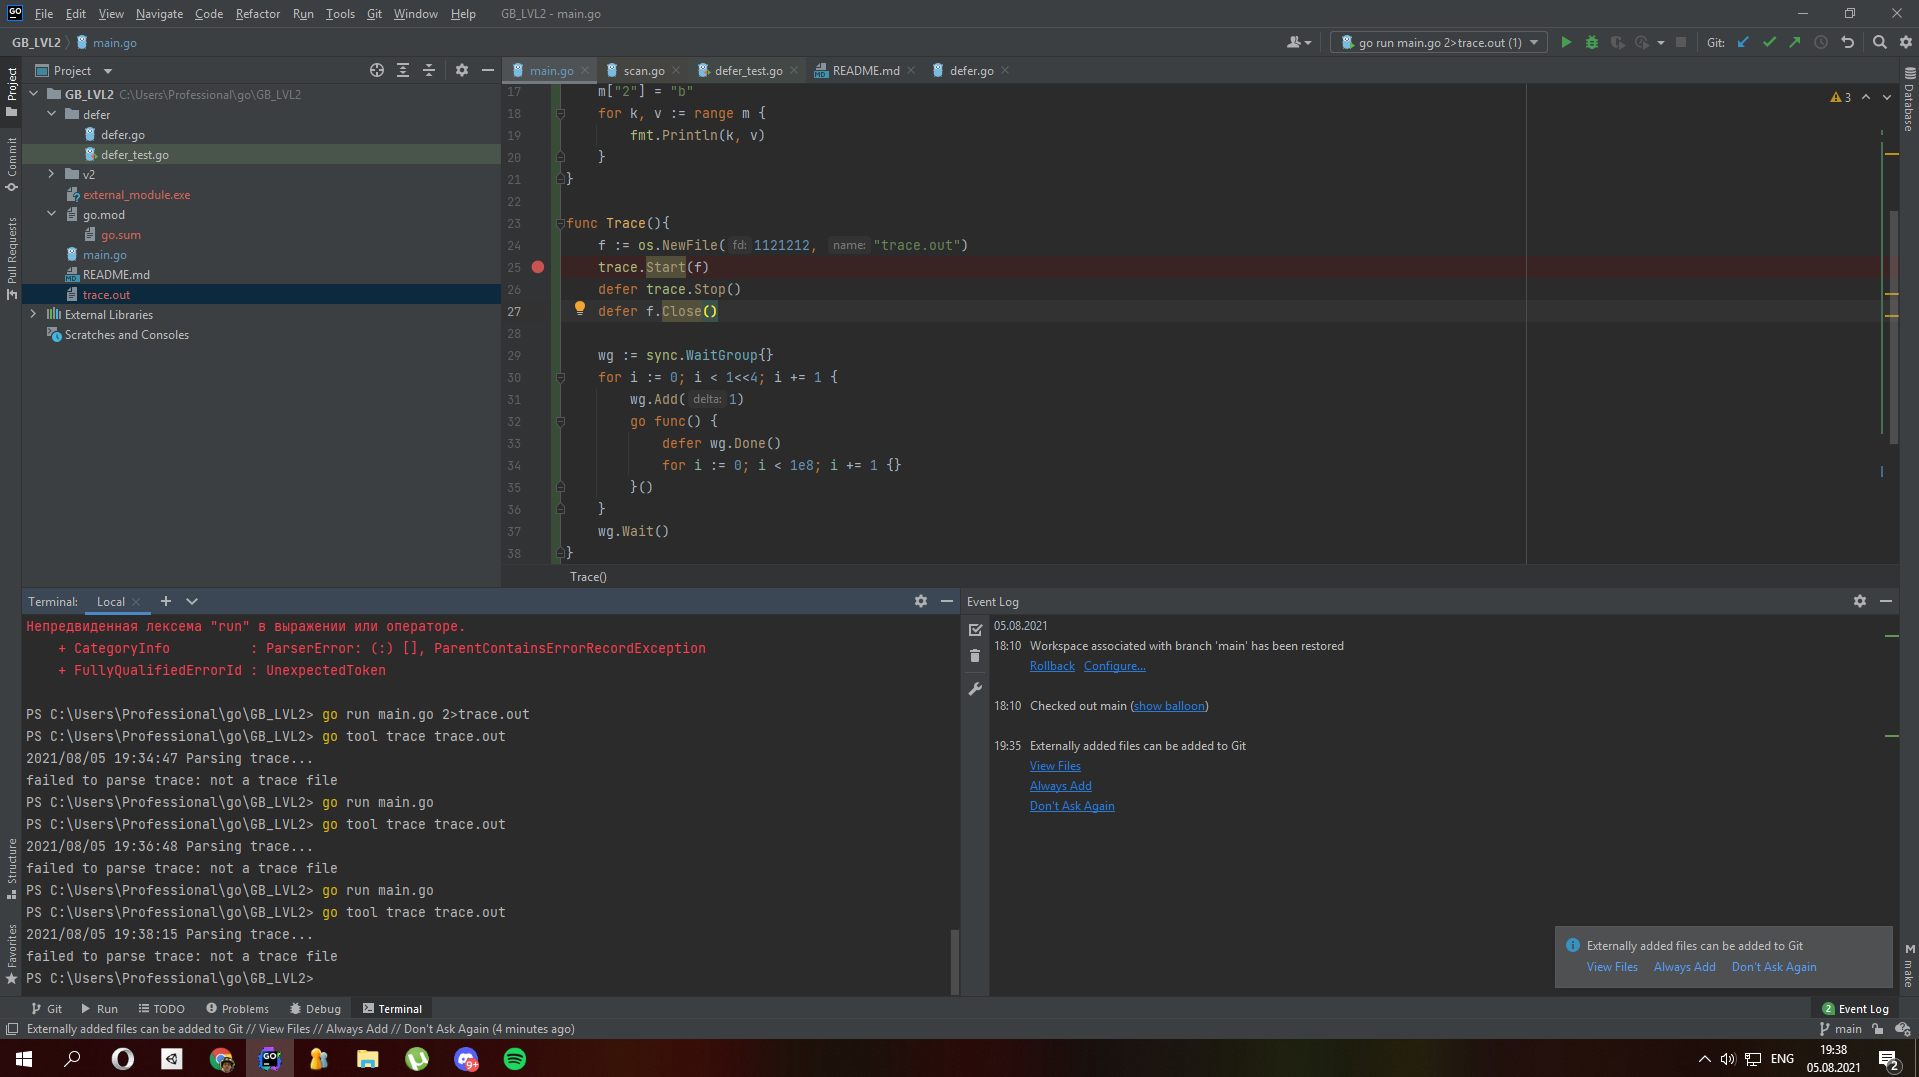 File Edit View Navigate Code Refactor Run Tools Git Window Help GB_LVL2 - main.go
GB_LVL2 main.go go run main.go 2>trace.out (1) Git:
Project
main.go scan.go defer_test.go README.md defer.go
GB_LVL2 C:\Users\Professional\go\GB_LVL2
defer
defer.go
defer_test.go
v2
external_module.exe
go.mod
go.sum
main.go
README.md
trace.out
External Libraries
Scratches and Consoles
Project
Commit
Pull Requests
Structure
Favorites
17 m["2"] = "b"
18 for k, v := range m {
19 fmt.Println(k, v)
20 }
21 }
22
23 func Trace(){
24 f := os.NewFile( fd: 1121212, name: "trace.out")
25 trace.Start(f)
26 defer trace.Stop()
27 defer f.Close()
28
29 wg := sync.WaitGroup{}
30 for i := 0; i < 1<<4; i += 1 {
31 wg.Add( delta: 1)
32 go func() {
33 defer wg.Done()
34 for i := 0; i < 1e8; i += 1 {}
35 }()
36 }
37 wg.Wait()
38 }
Trace()
3
Database
make
Terminal: Local
Непредвиденная лексема "run" в выражении или операторе.
+ CategoryInfo : ParserError: (:) [], ParentContainsErrorRecordException
+ FullyQualifiedErrorId : UnexpectedToken
PS C:\Users\Professional\go\GB_LVL2> go run main.go 2>trace.out
PS C:\Users\Professional\go\GB_LVL2> go tool trace trace.out
2021/08/05 19:34:47 Parsing trace...
failed to parse trace: not a trace file
PS C:\Users\Professional\go\GB_LVL2> go run main.go
PS C:\Users\Professional\go\GB_LVL2> go tool trace trace.out
2021/08/05 19:36:48 Parsing trace...
failed to parse trace: not a trace file
PS C:\Users\Professional\go\GB_LVL2> go run main.go
PS C:\Users\Professional\go\GB_LVL2> go tool trace trace.out
2021/08/05 19:38:15 Parsing trace...
failed to parse trace: not a trace file
PS C:\Users\Professional\go\GB_LVL2>
Event Log
05.08.2021
18:10 Workspace associated with branch 'main' has been restored
Rollback Configure...
18:10 Checked out main (show balloon)
19:35 Externally added files can be added to Git
View Files
Always Add
Don't Ask Again
Externally added files can be added to Git
View Files Always Add Don't Ask Again
Git Run TODO Problems Debug Terminal 2 Event Log
Externally added files can be added to Git // View Files // Always Add // Don't Ask Again (4 minutes ago) main
9+ ENG 19:38
05.08.2021 2